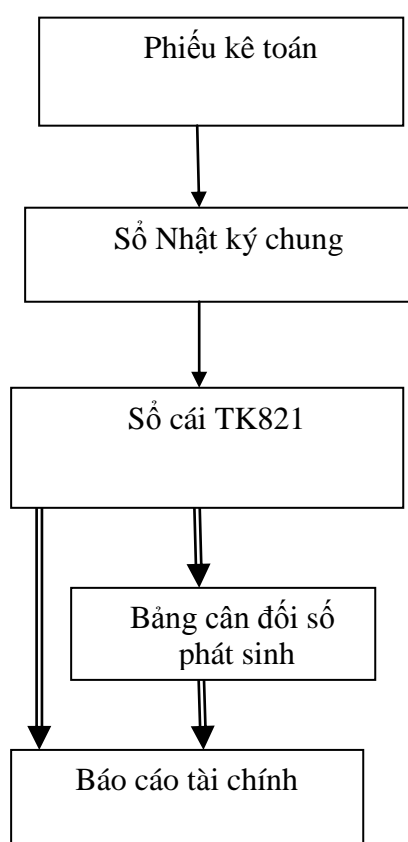 Phiếu kê toán
Sổ Nhật ký chung
Sổ cái TK821
Bảng cân đối số
phát sinh
Báo cáo tài chính